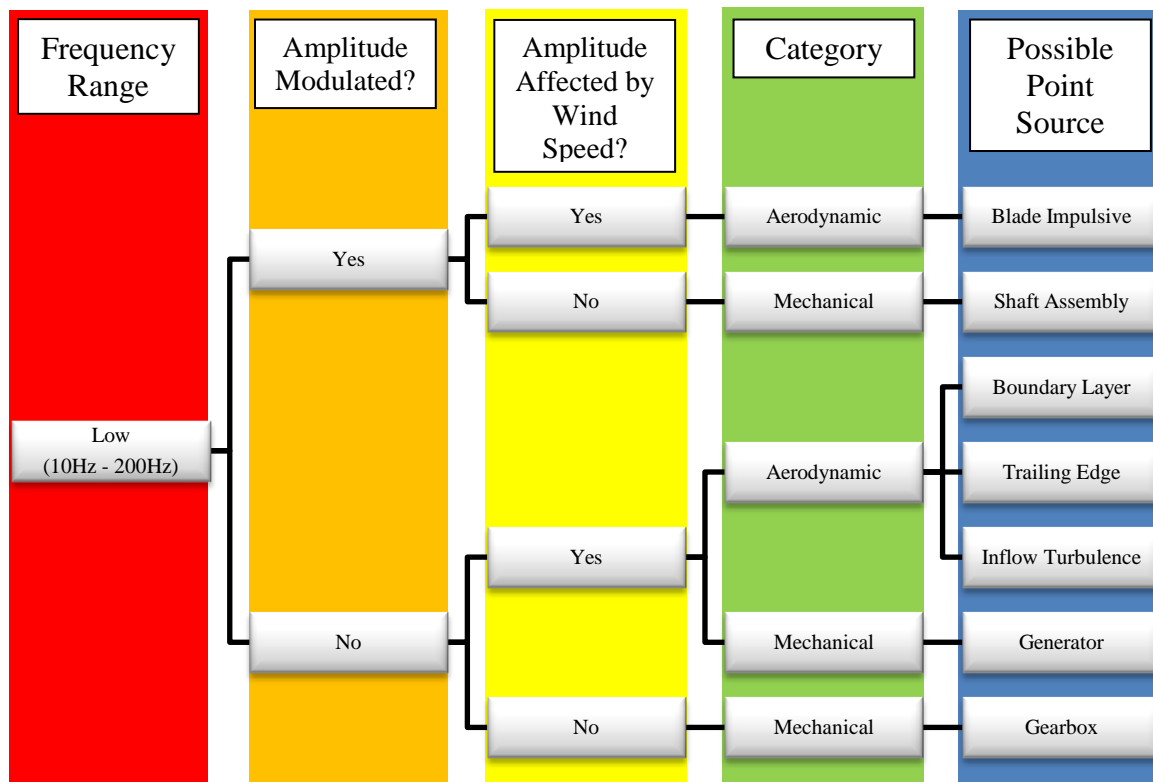 Frequency
Range
Amplitude
Modulated?
Amplitude
Affected by
Wind
Speed?
Category
Possible
Point
Source
Low
(10Hz - 200Hz)
Yes
No
Yes
No
Yes
No
Aerodynamic
Mechanical
Aerodynamic
Mechanical
Mechanical
Blade Impulsive
Shaft Assembly
Boundary Layer
Trailing Edge
Inflow Turbulence
Generator
Gearbox